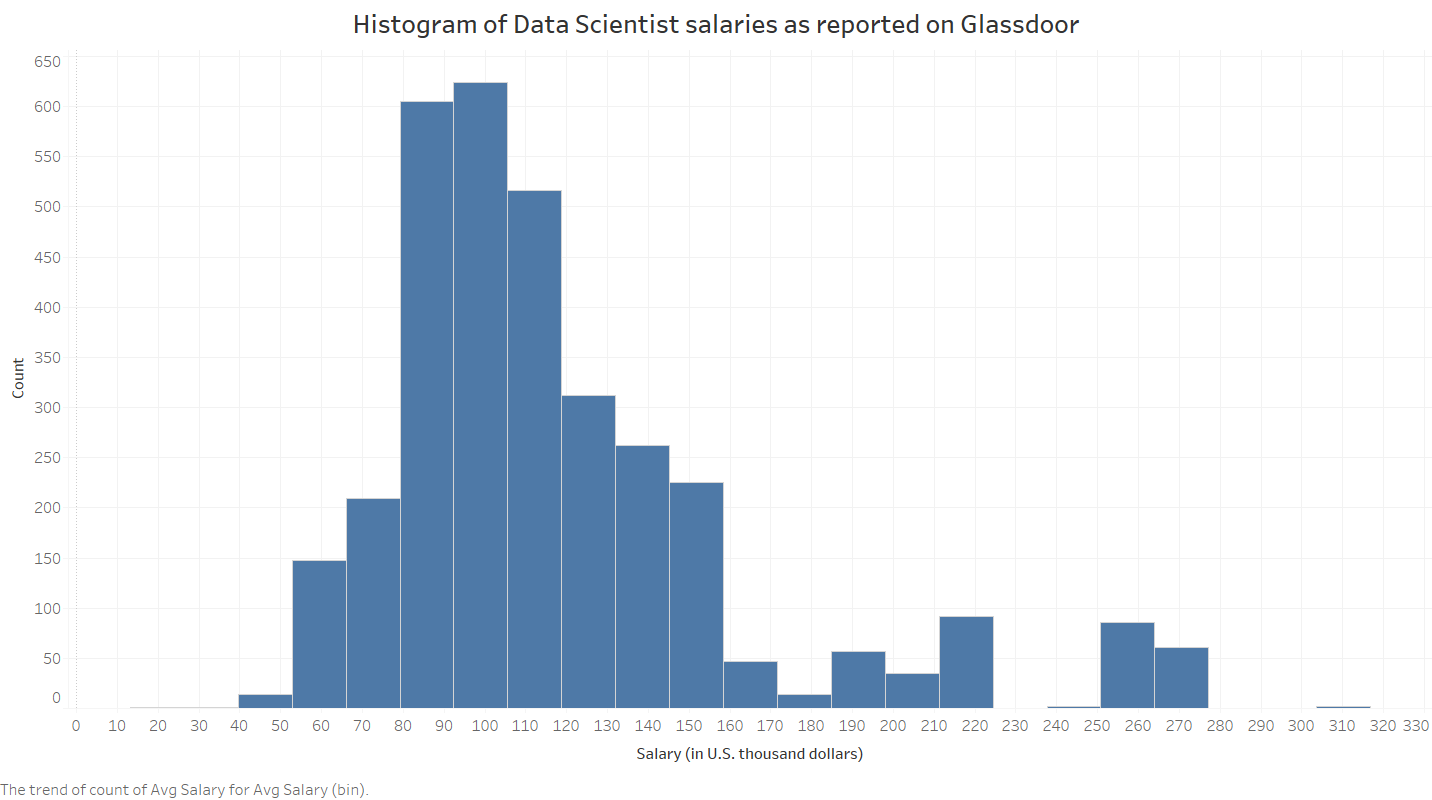 Histogram of Data Scientist salaries as reported on Glassdoor
650
600
550
500
450
400
350
300
250
200
150
100
50
0
Count
0 10 20 30 40 50 60 70 80 90 100 110 120 130 140 150 160 170 180 190 200 210 220 230 240 250 260 270 280 290 300 310 320 330
Salary (in U.S. thousand dollars)
The trend of count of Avg Salary for Avg Salary (bin).